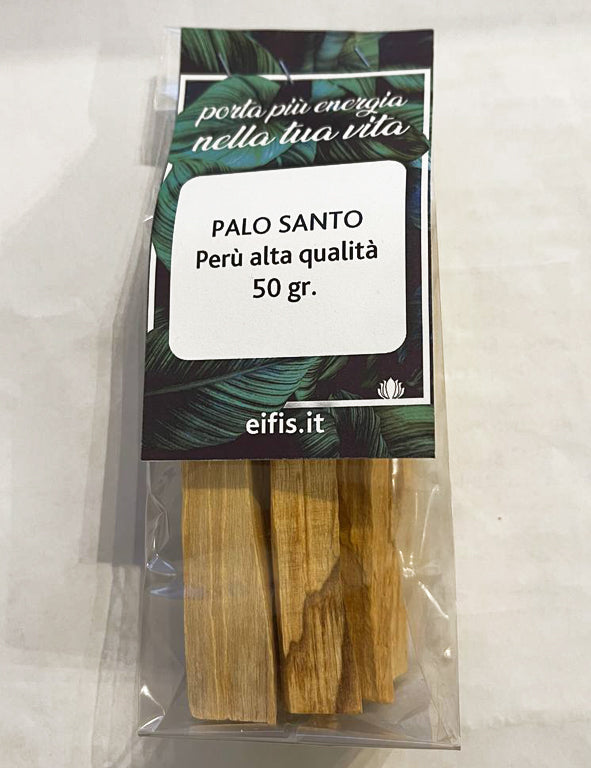 porta più energia
nella tua vita
PALO SANTO
Perù alta qualità
50 gr.
eifis.it